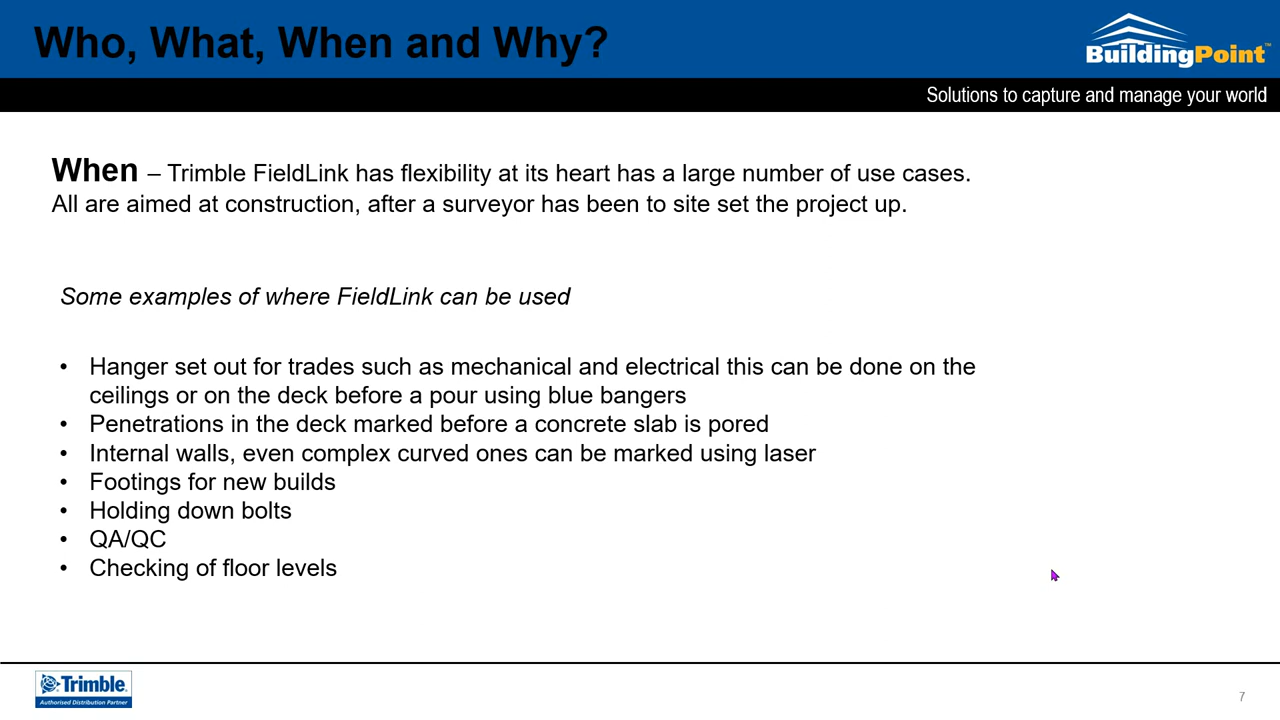 Who, What, When and Why?
BuildingPoint™
Solutions to capture and manage your world
When – Trimble FieldLink has flexibility at its heart has a large number of use cases.
All are aimed at construction, after a surveyor has been to site set the project up.
Some examples of where FieldLink can be used
• Hanger set out for trades such as mechanical and electrical this can be done on the
ceilings or on the deck before a pour using blue bangers
• Penetrations in the deck marked before a concrete slab is pored
• Internal walls, even complex curved ones can be marked using laser
• Footings for new builds
• Holding down bolts
• QA/QC
• Checking of floor levels
Trimble.
Authorised Distribution Partner
7